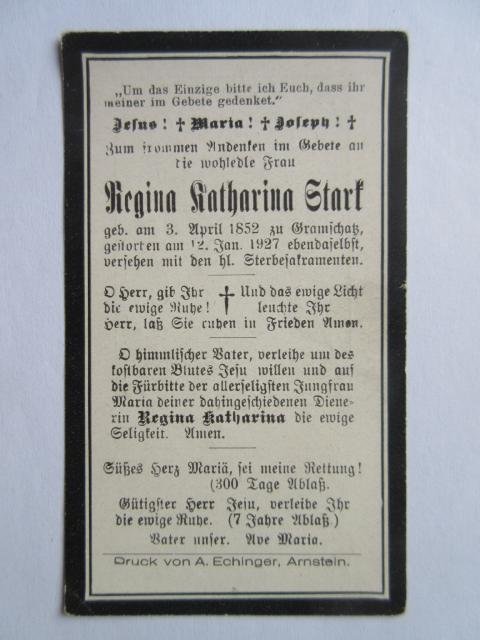 „Um das Einzige bitte ich Euch, dass ihr
meiner im Gebete gedenket."
Jesus! † Maria! † Joseph! †
Zum frommen Andenken im Gebete an
die wohledle Frau
Regina Katharina Stark
geb. am 3. April 1852 zu Gramschatz,
gestorben am 12. Jan. 1927 ebendaselbst,
versehen mit den hl. Sterbesakramenten.
O Herr, gib Ihr † Und das ewige Licht
die ewige Ruhe! leuchte Ihr
Herr, laß Sie ruhen in Frieden Amen.
O himmlischer Vater, verleihe um des
kostbaren Blutes Jesu willen und auf
die Fürbitte der allerseligsten Jungfrau
Maria deiner dahingeschiedenen Diene-
rin Regina Katharina die ewige
Seligkeit. Amen.
Süßes Herz Mariä, sei meine Rettung!
(300 Tage Ablaß.
Gütigster Herr Jesu, verleihe Ihr
die ewige Ruhe. (7 Jahre Ablaß.)
Vater unser. Ave Maria.
Druck von A. Echinger, Arnstein.